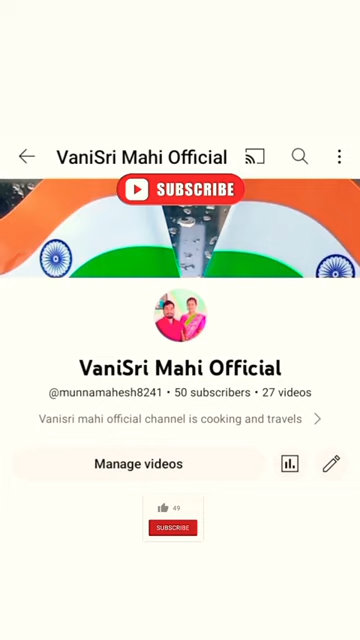 VaniSri Mahi Official
SUBSCRIBE
VaniSri Mahi Official
@munnamahesh8241 • 50 subscribers • 27 videos
Vanisri mahi official channel is cooking and travels
Manage videos
49
SUBSCRIBE